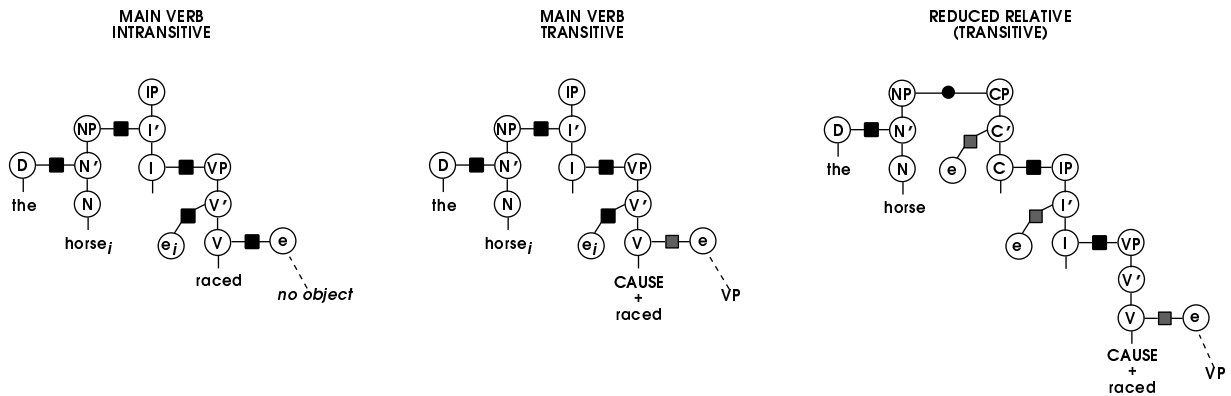 MAIN VERB
INTRANSITIVE
IP
NP I’
D N’ I VP
the N V’
horsei ei V e
raced
no object
MAIN VERB
TRANSITIVE
IP
NP I’
D N’ I VP
the N V’
horsei ei V e
CAUSE
+
raced
VP
REDUCED RELATIVE
(TRANSITIVE)
NP CP
D N’ C’
the N e C IP
horse I’
e I VP
V’
V e
CAUSE
+
raced
VP